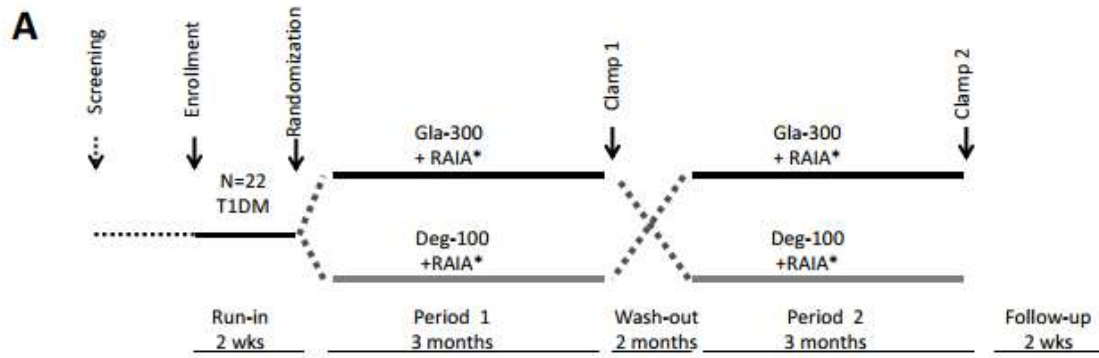 A
Screening
Enrollment
Randomization
Clamp 1
Clamp 2
N=22
T1DM
Gla-300
+ RAIA*
Gla-300
+ RAIA*
Deg-100
+RAIA*
Deg-100
+RAIA*
Run-in
2 wks
Period 1
3 months
Wash-out
2 months
Period 2
3 months
Follow-up
2 wks